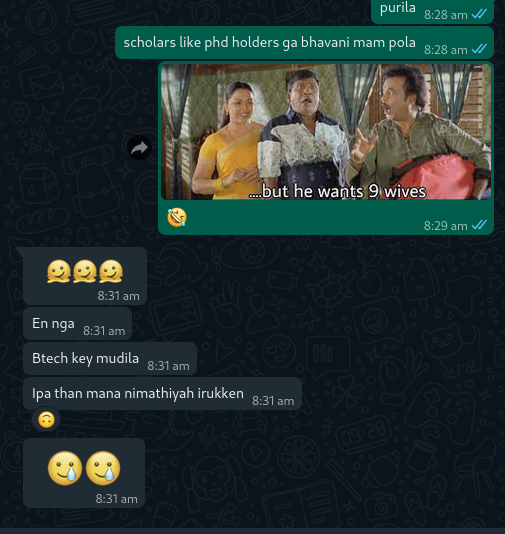 purila
8:28 am
scholars like phd holders ga bhavani mam pola
8:28 am
....but he wants 9 wives
8:29 am
8:31 am
En nga
8:31 am
Btech key mudila
8:31 am
Ipa than mana nimathiyah irukken
8:31 am
8:31 am